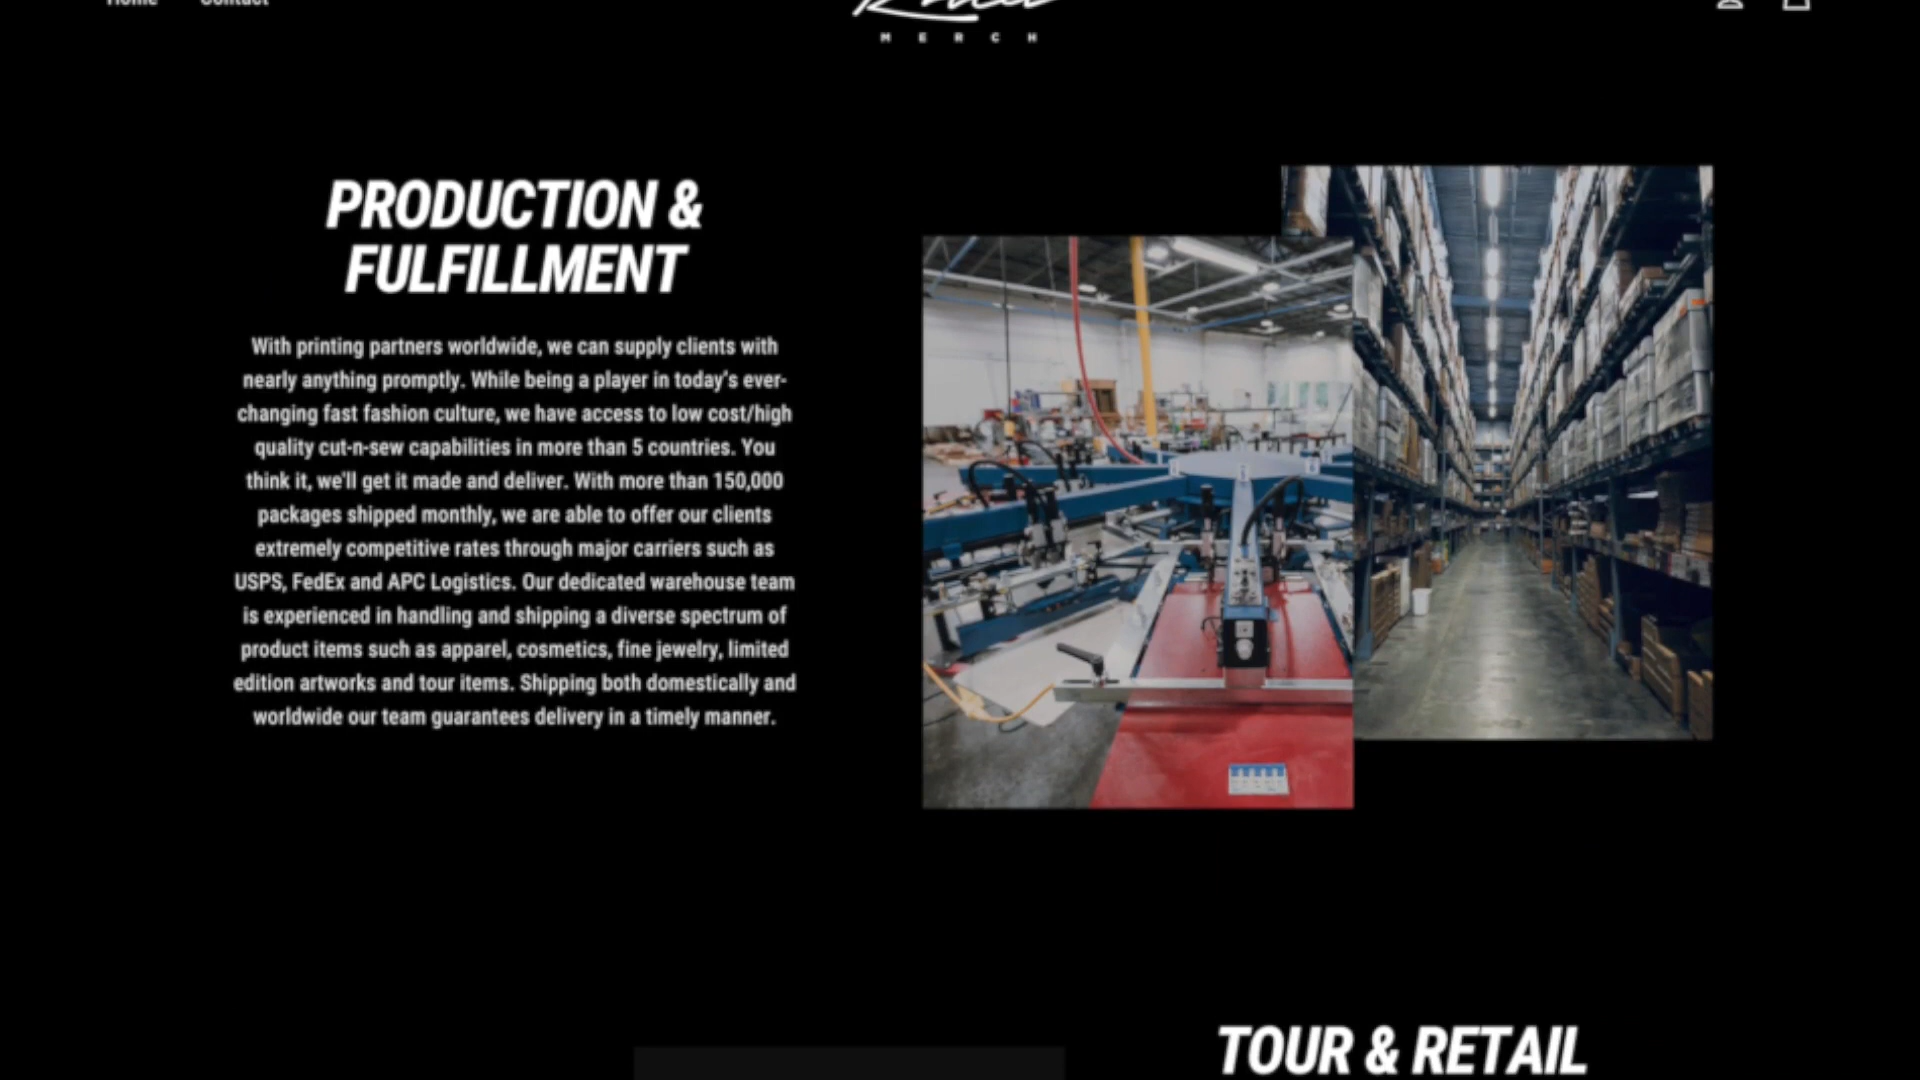 Home Contact
MERCH
PRODUCTION &
FULFILLMENT
With printing partners worldwide, we can supply clients with
nearly anything promptly. While being a player in today's ever-
changing fast fashion culture, we have access to low cost/high
quality cut-n-sew capabilities in more than 5 countries. You
think it, we'll get it made and deliver. With more than 150,000
packages shipped monthly, we are able to offer our clients
extremely competitive rates through major carriers such as
USPS, FedEx and APC Logistics. Our dedicated warehouse team
is experienced in handling and shipping a diverse spectrum of
product items such as apparel, cosmetics, fine jewelry, limited
edition artworks and tour items. Shipping both domestically and
worldwide our team guarantees delivery in a timely manner.
TOUR & RETAIL